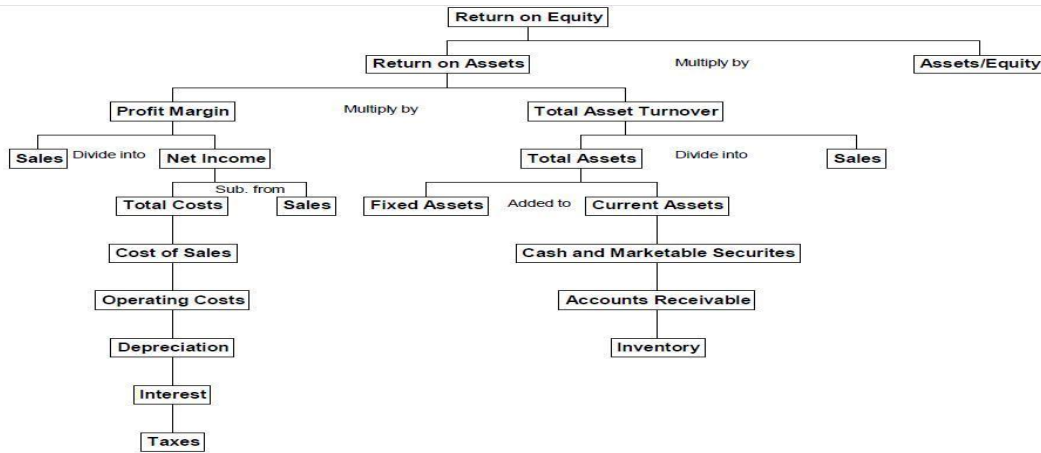 Return on Equity
Return on Assets Multiply by Assets/Equity
Profit Margin Multiply by Total Asset Turnover
Sales Divide into Net Income Total Assets Divide into Sales
Sub. from
Total Costs Sales Fixed Assets Added to Current Assets
Cost of Sales Cash and Marketable Securites
Operating Costs Accounts Receivable
Depreciation Inventory
Interest
Taxes